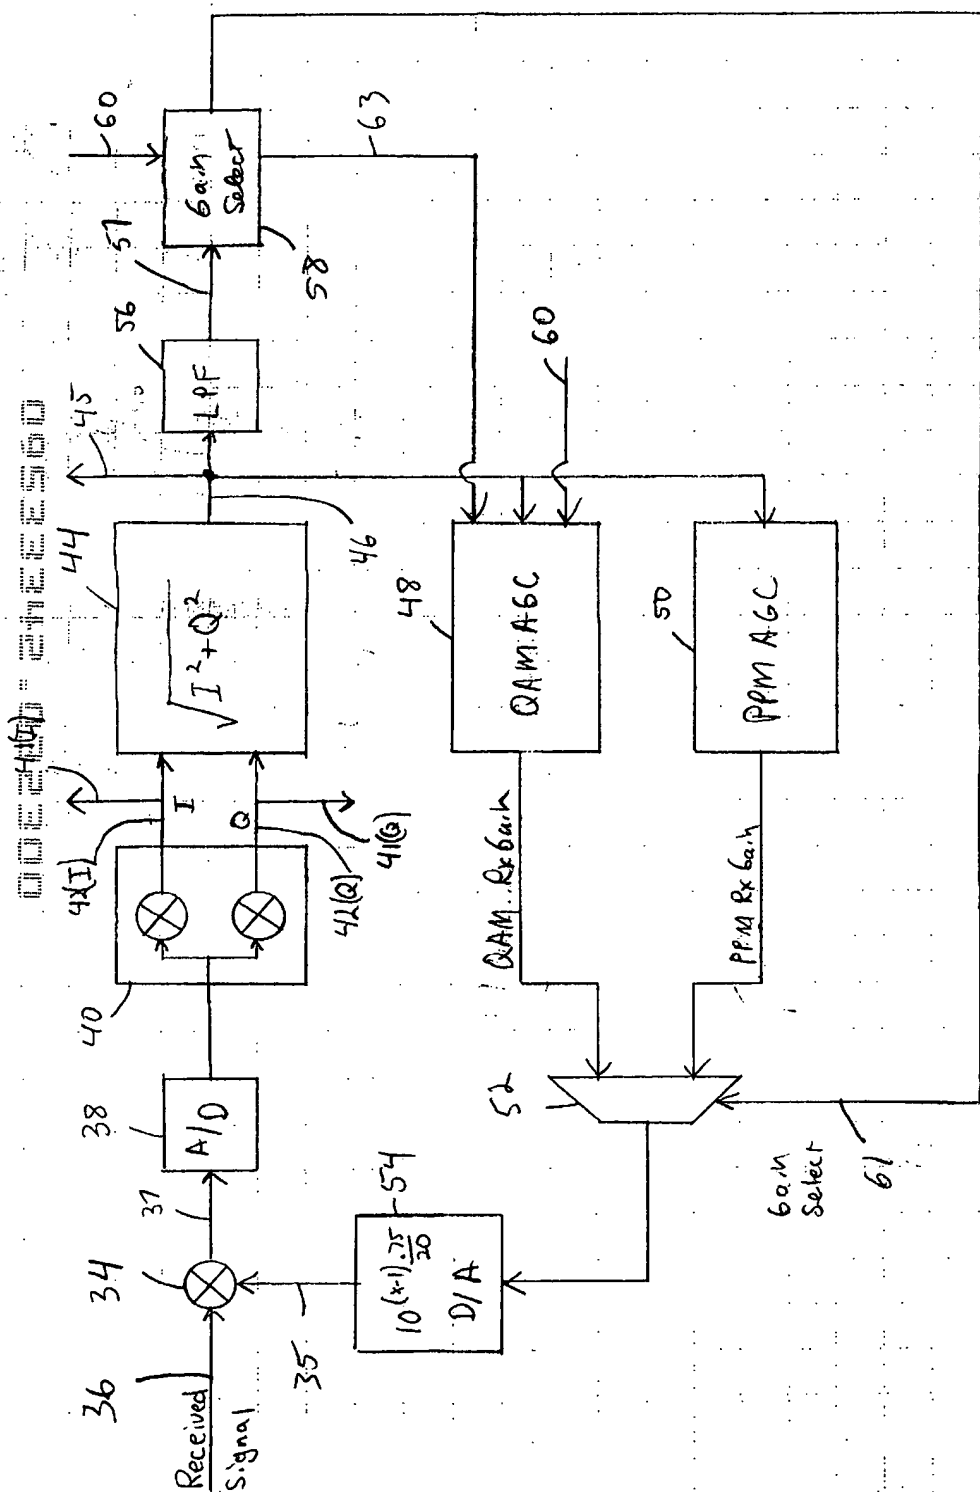 36
Received
Signal
34
37
35
38
A/D
54
10^(x-1).75/20
D/A
40
42(I)
41(I)
I
Q
42(Q)
41(Q)
44
√I²+Q²
46
45
56
LPF
57
60
Gain
Select
58
63
48
QAM AGC
60
50
PPM AGC
QAM Rx Gain
PPM Rx Gain
52
Gain
Select
61